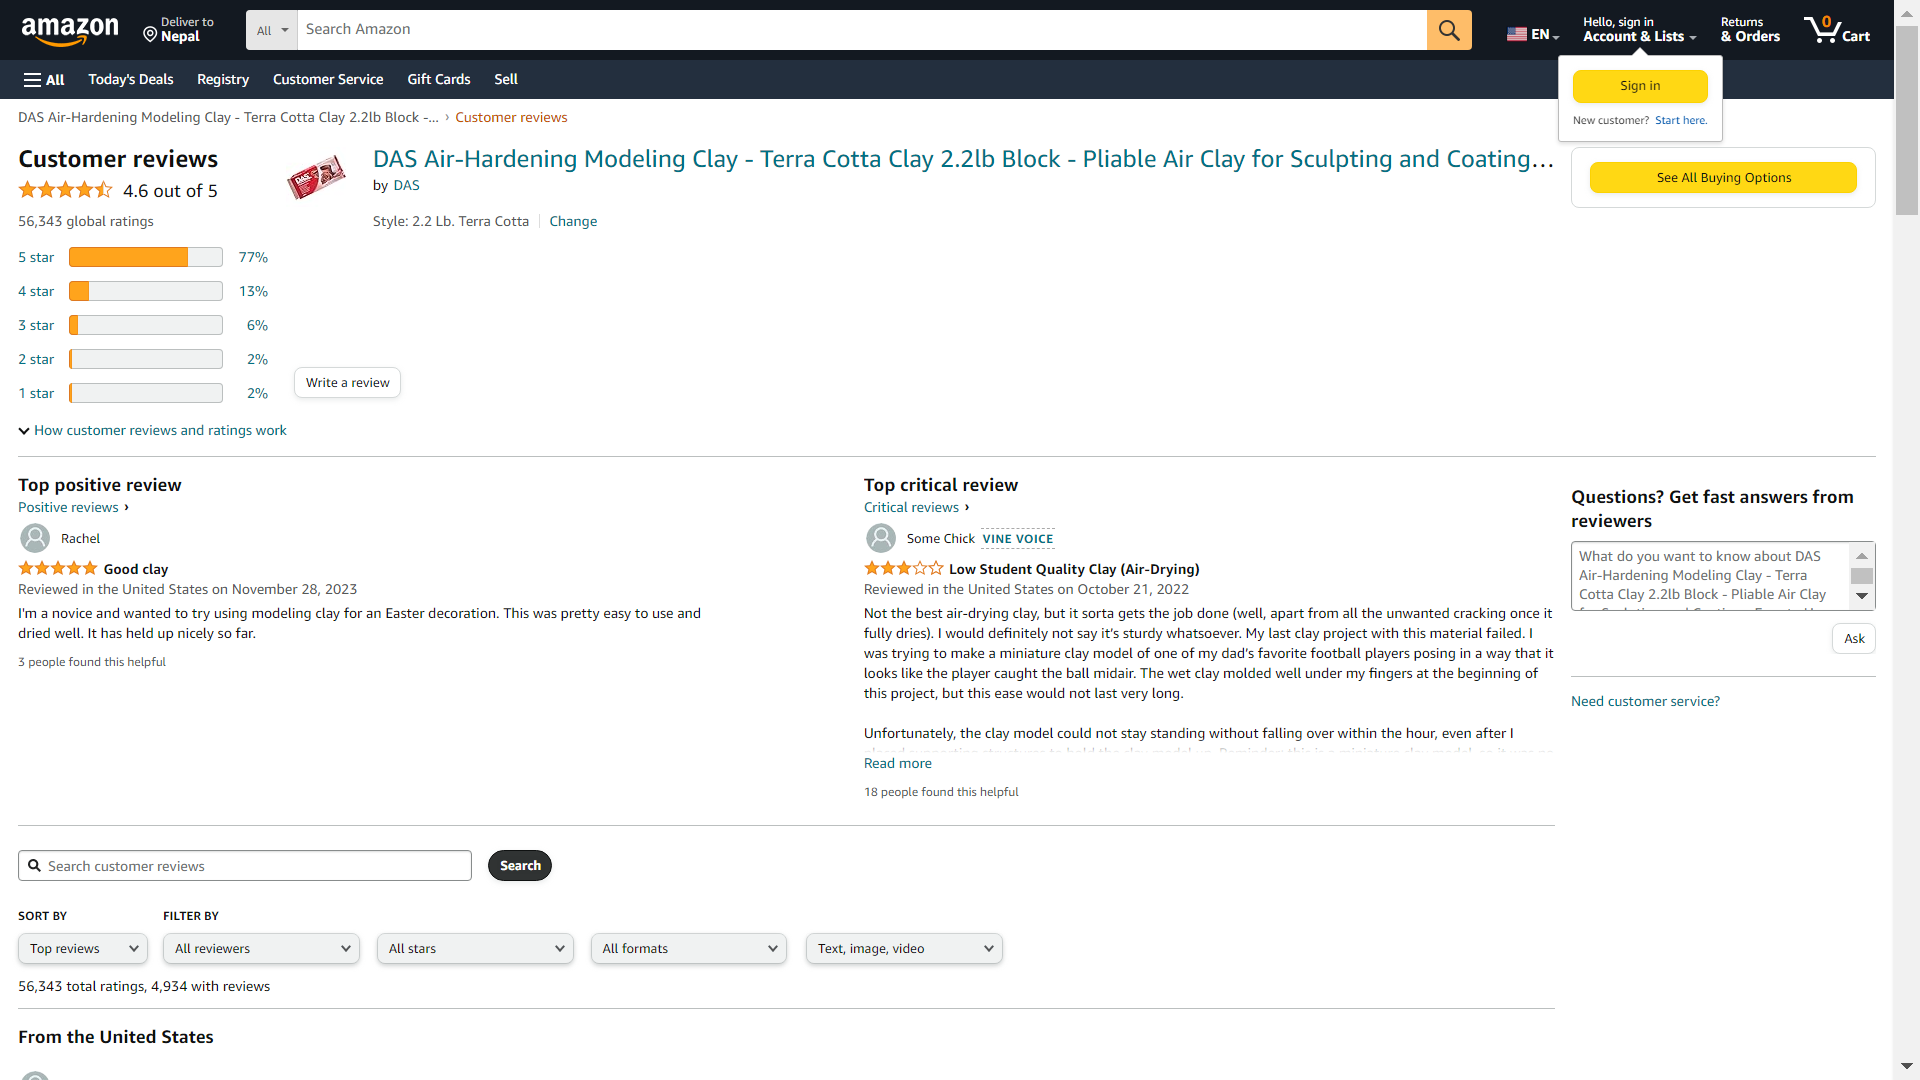 amazon
Deliver to
Nepal
All
Search Amazon
EN
Hello, sign in
Account & Lists
Returns
& Orders
0
Cart
All
Today's Deals
Registry
Customer Service
Gift Cards
Sell
Sign in
New customer? Start here.
DAS Air-Hardening Modeling Clay - Terra Cotta Clay 2.2lb Block -... › Customer reviews
Customer reviews
4.6 out of 5
56,343 global ratings
5 star 77%
4 star 13%
3 star 6%
2 star 2%
1 star 2%
How customer reviews and ratings work
DAS
DAS Air-Hardening Modeling Clay - Terra Cotta Clay 2.2lb Block - Pliable Air Clay for Sculpting and Coating…
by DAS
Style: 2.2 Lb. Terra Cotta | Change
Write a review
See All Buying Options
Top positive review
Positive reviews ›
Rachel
Good clay
Reviewed in the United States on November 28, 2023
I'm a novice and wanted to try using modeling clay for an Easter decoration. This was pretty easy to use and
dried well. It has held up nicely so far.
3 people found this helpful
Top critical review
Critical reviews ›
Some Chick VINE VOICE
Low Student Quality Clay (Air-Drying)
Reviewed in the United States on October 21, 2022
Not the best air-drying clay, but it sorta gets the job done (well, apart from all the unwanted cracking once it
fully dries). I would definitely not say it's sturdy whatsoever. My last clay project with this material failed. I
was trying to make a miniature clay model of one of my dad's favorite football players posing in a way that it
looks like the player caught the ball midair. The wet clay molded well under my fingers at the beginning of
this project, but this ease would not last very long.
Unfortunately, the clay model could not stay standing without falling over within the hour, even after I
Read more
18 people found this helpful
Questions? Get fast answers from
reviewers
What do you want to know about DAS
Air-Hardening Modeling Clay - Terra
Cotta Clay 2.2lb Block - Pliable Air Clay
Ask
Need customer service?
Search customer reviews
Search
SORT BY
FILTER BY
Top reviews
All reviewers
All stars
All formats
Text, image, video
56,343 total ratings, 4,934 with reviews
From the United States